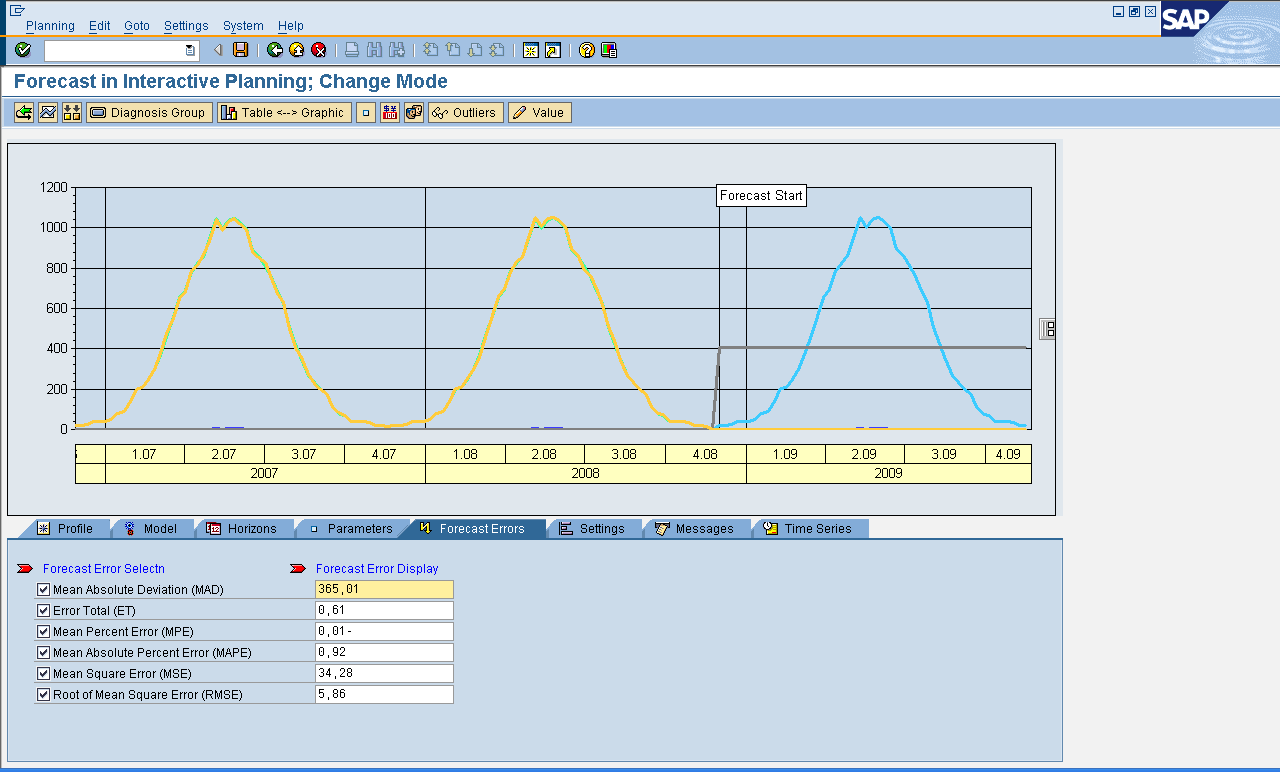 Planning Edit Goto Settings System Help
SAP
Forecast in Interactive Planning; Change Mode
Diagnosis Group Table <--> Graphic Outliers Value
1200
1000
800
600
400
200
0
Forecast Start
1.07 2.07 3.07 4.07 1.08 2.08 3.08 4.08 1.09 2.09 3.09 4.09
2007 2008 2009
Profile Model Horizons Parameters Forecast Errors Settings Messages Time Series
Forecast Error Selectn Forecast Error Display
Mean Absolute Deviation (MAD) 365,01
Error Total (ET) 0,61
Mean Percent Error (MPE) 0,01-
Mean Absolute Percent Error (MAPE) 0,92
Mean Square Error (MSE) 34,28
Root of Mean Square Error (RMSE) 5,86